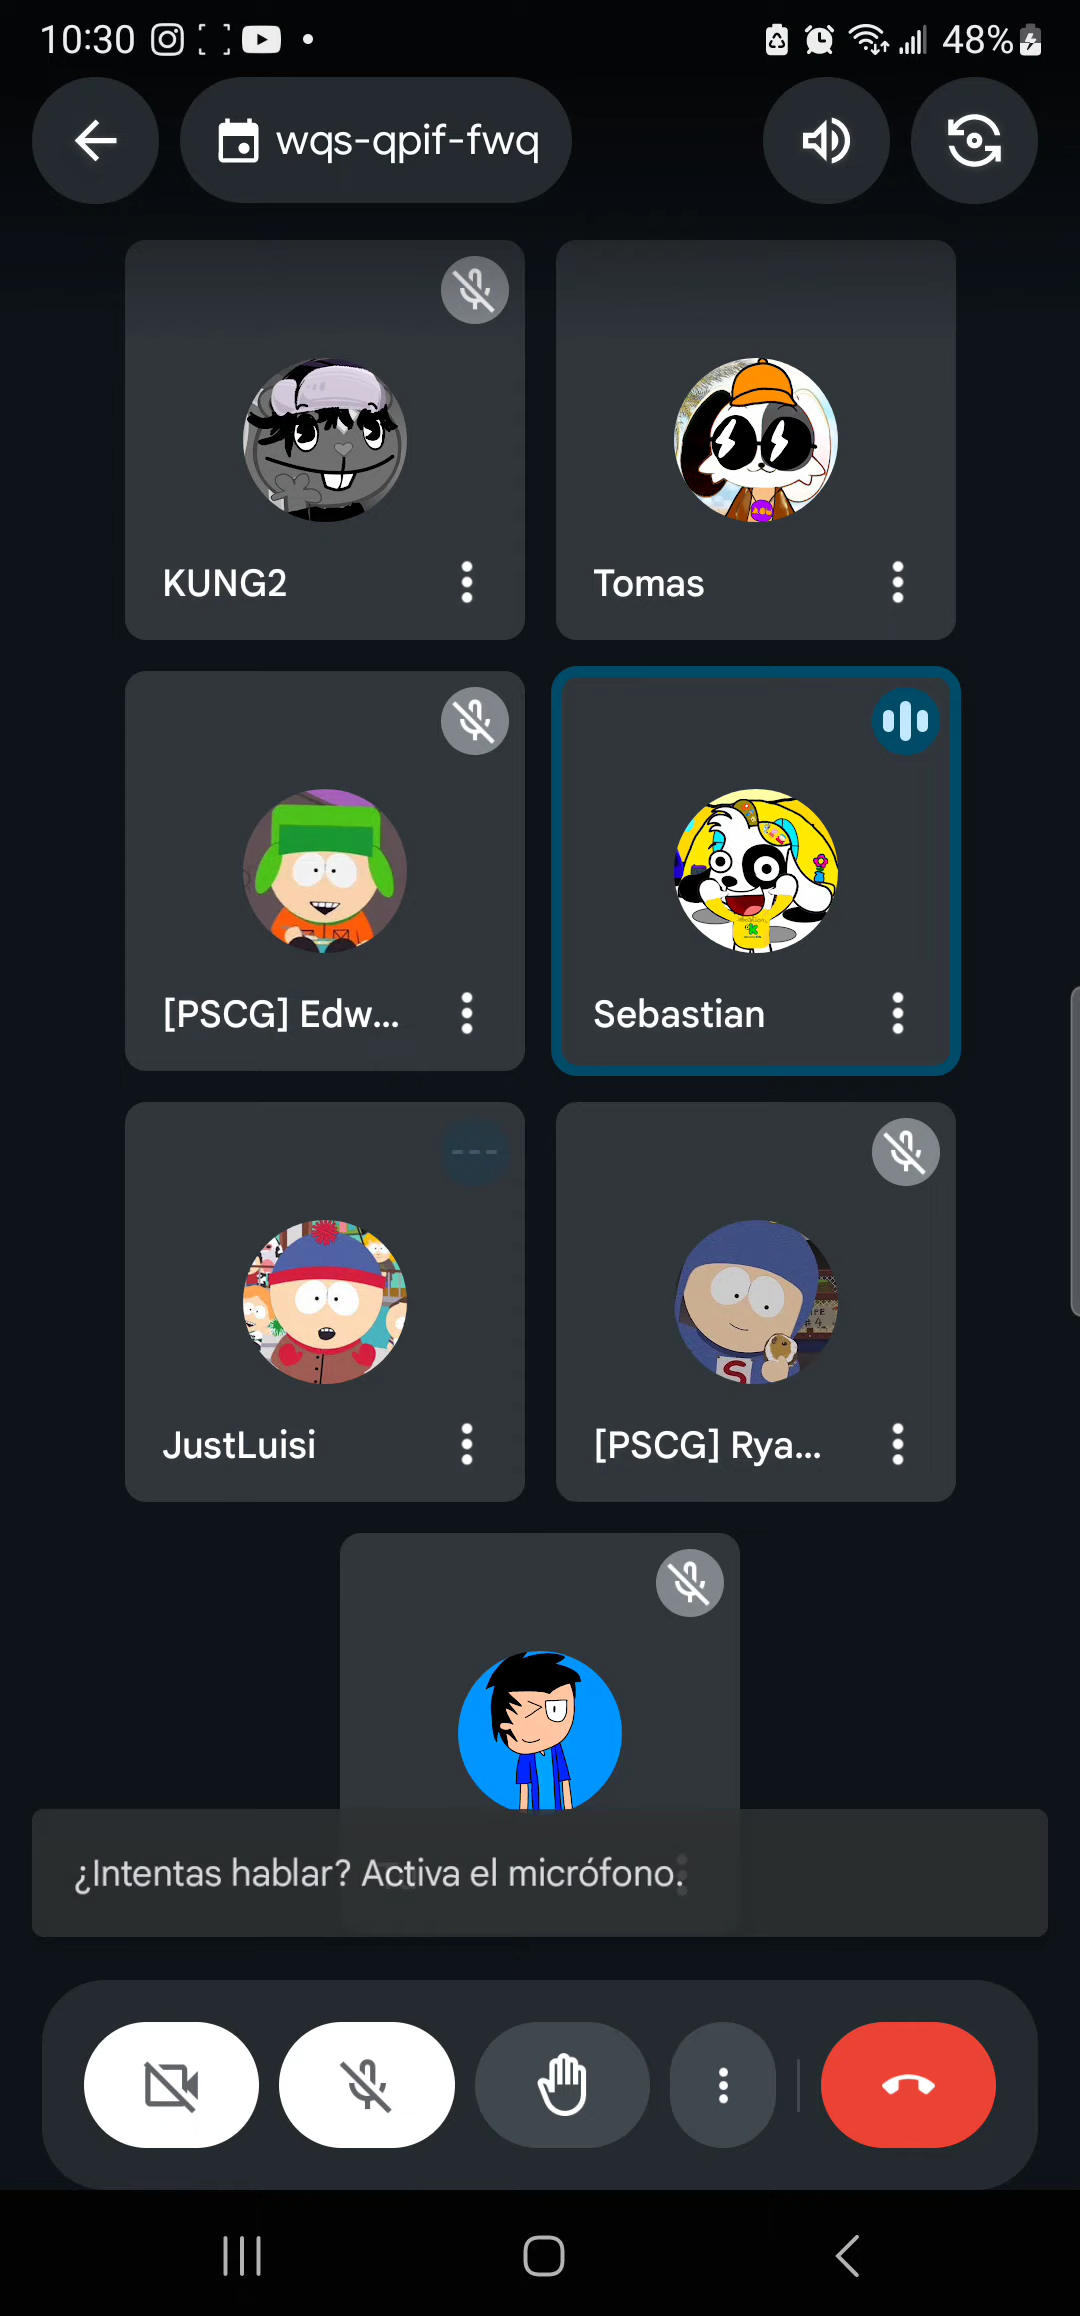 10:30
48%
wqs-qpif-fwq
KUNG2
Tomas
[PSCG] Edw...
Sebastian
JustLuisi
[PSCG] Rya...
S
¿Intentas hablar? Activa el micrófono.